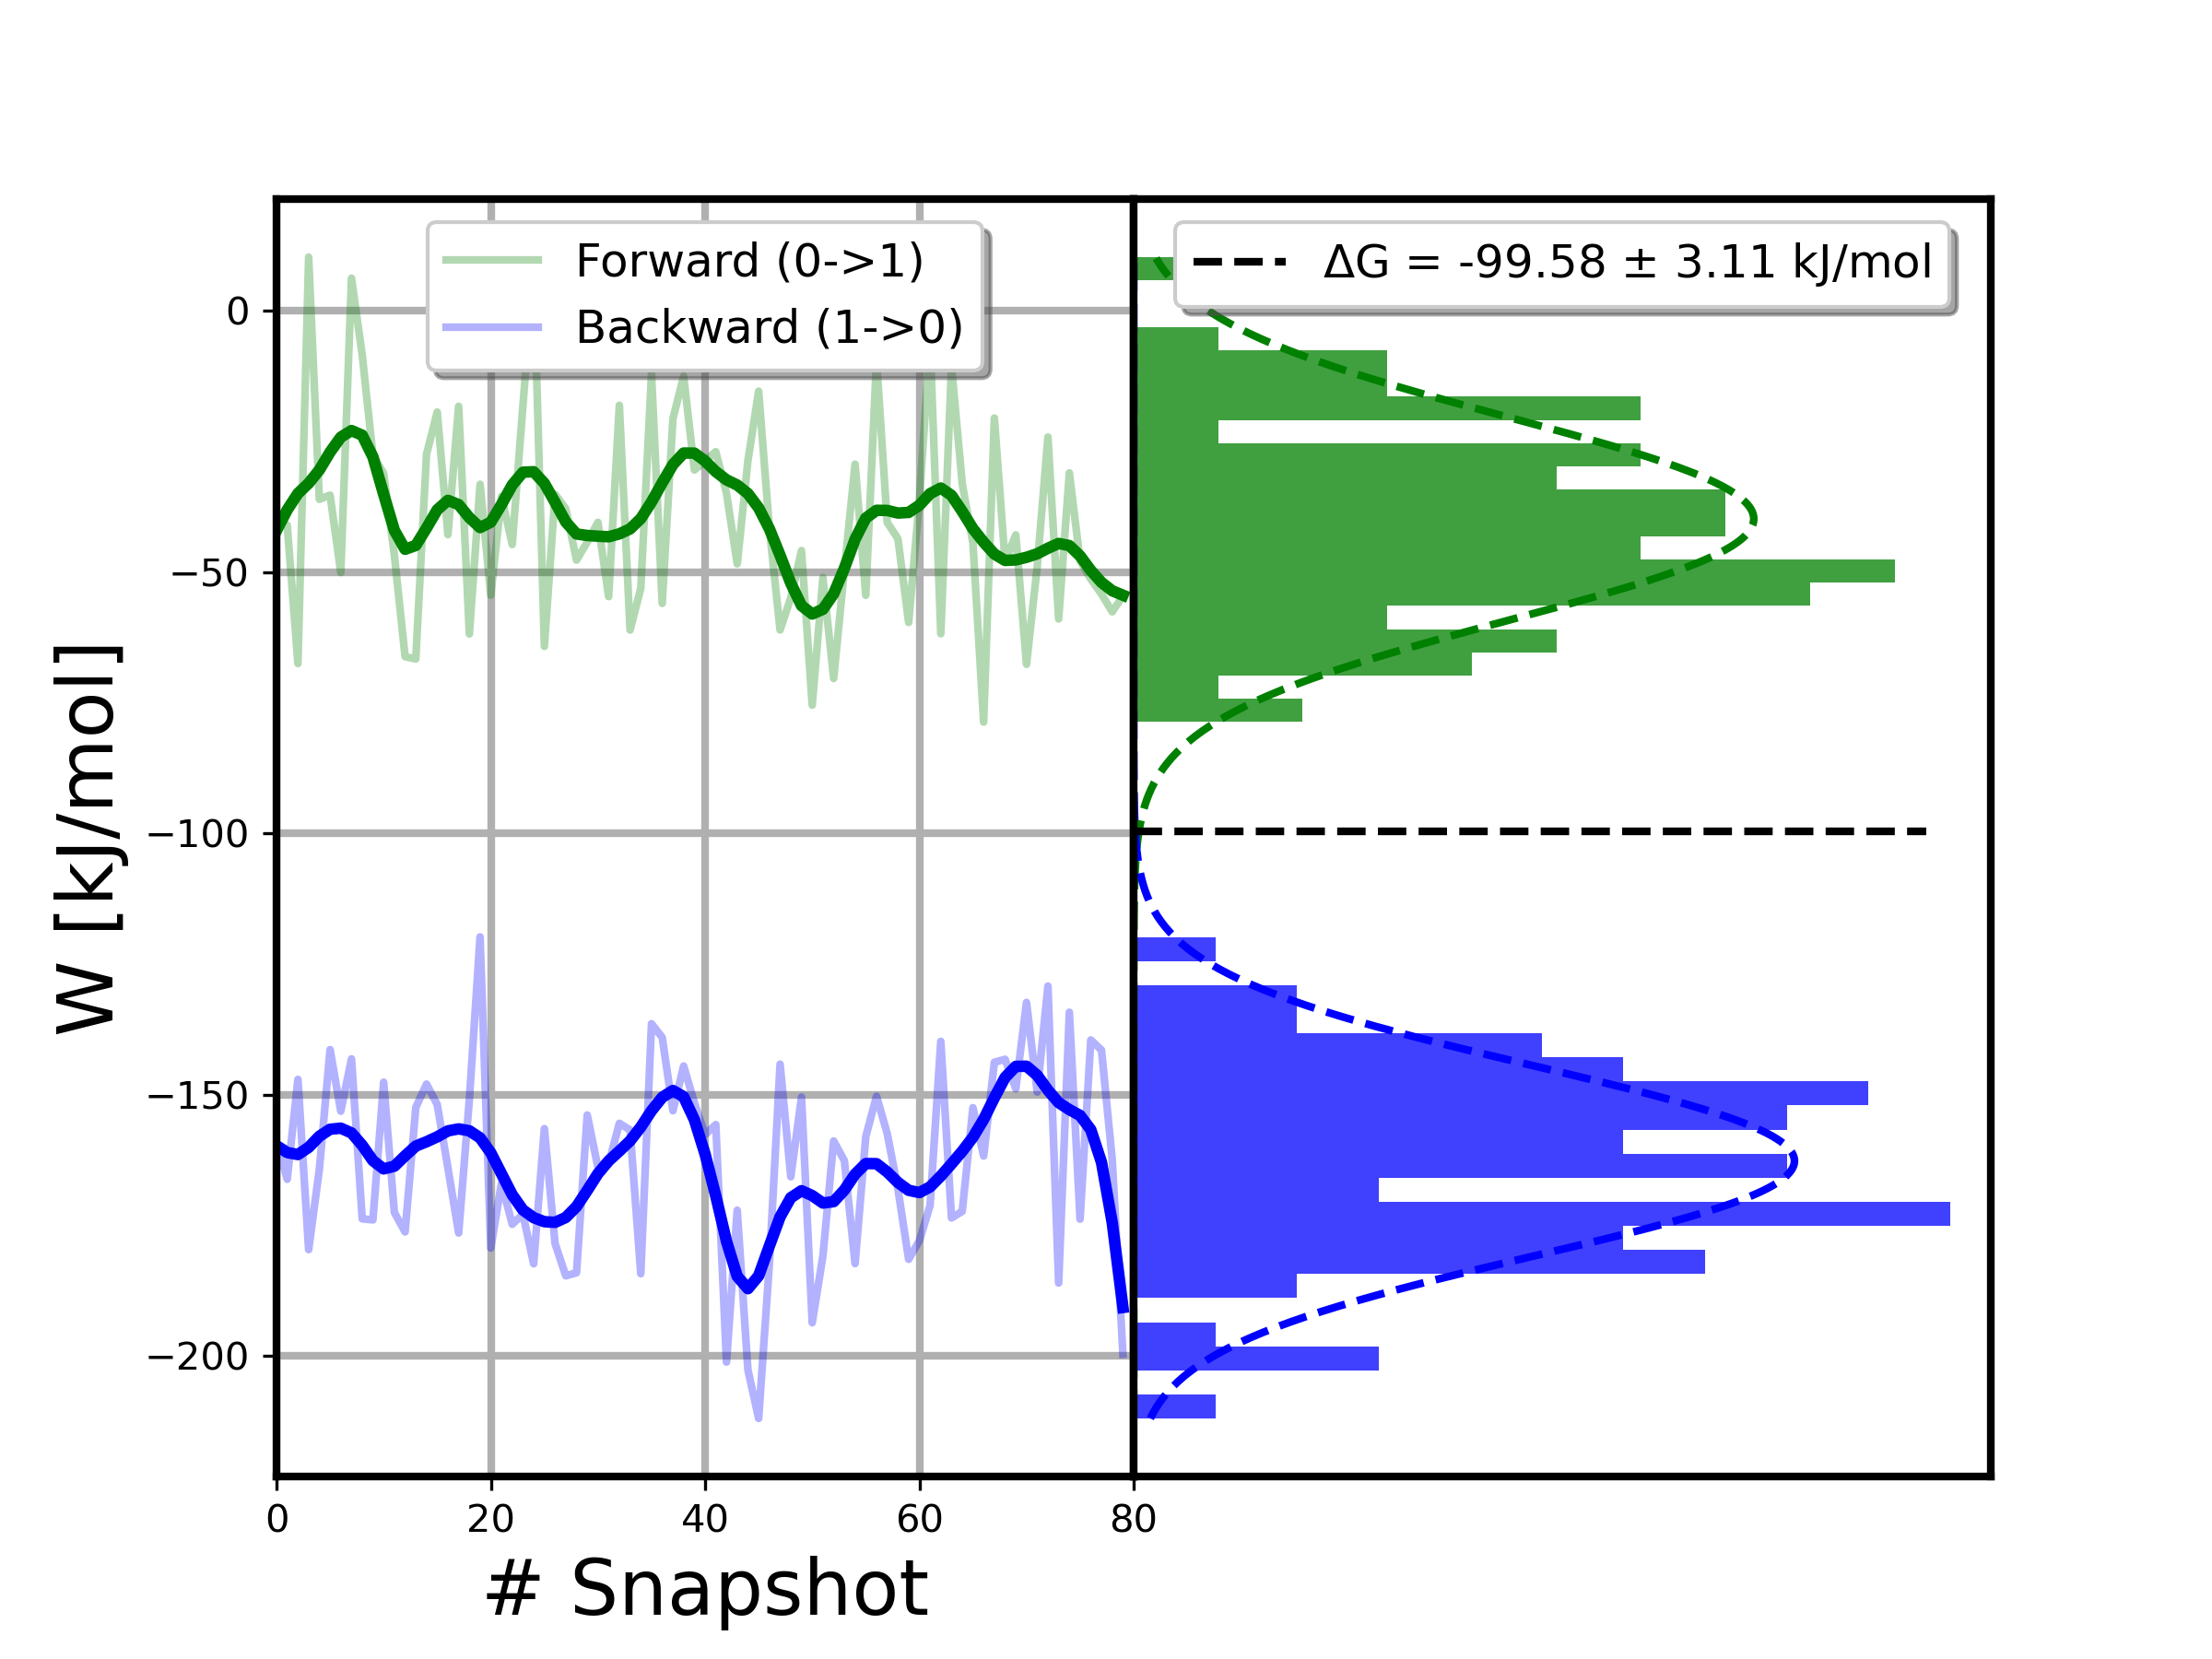 Forward (0->1)
Backward (1->0)
ΔG = -99.58 ± 3.11 kJ/mol
W [kJ/mol]
0
−50
−100
−150
−200
0 20 40 60 80
# Snapshot